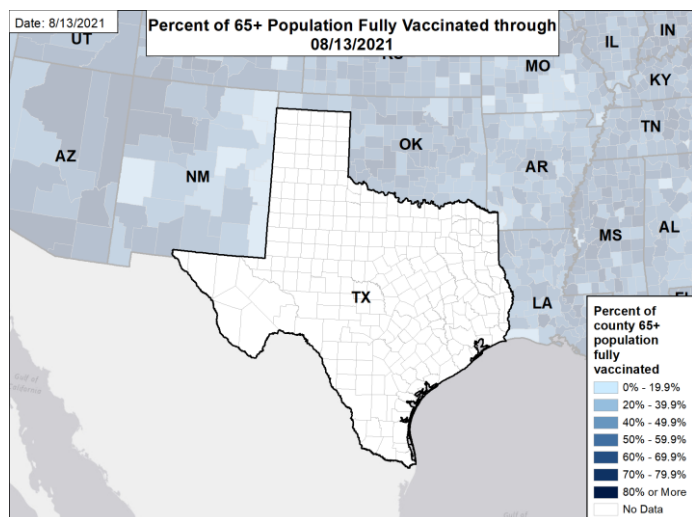 Date: 8/13/2021
Percent of 65+ Population Fully Vaccinated through
08/13/2021
UT
IL
IN
MO
KY
TN
AZ
NM
OK
AR
MS
AL
TX
LA
Gulf of
California
Percent of
county 65+
population
fully
vaccinated
0% - 19.9%
20% - 39.9%
40% - 49.9%
50% - 59.9%
60% - 69.9%
70% - 79.9%
80% or More
No Data